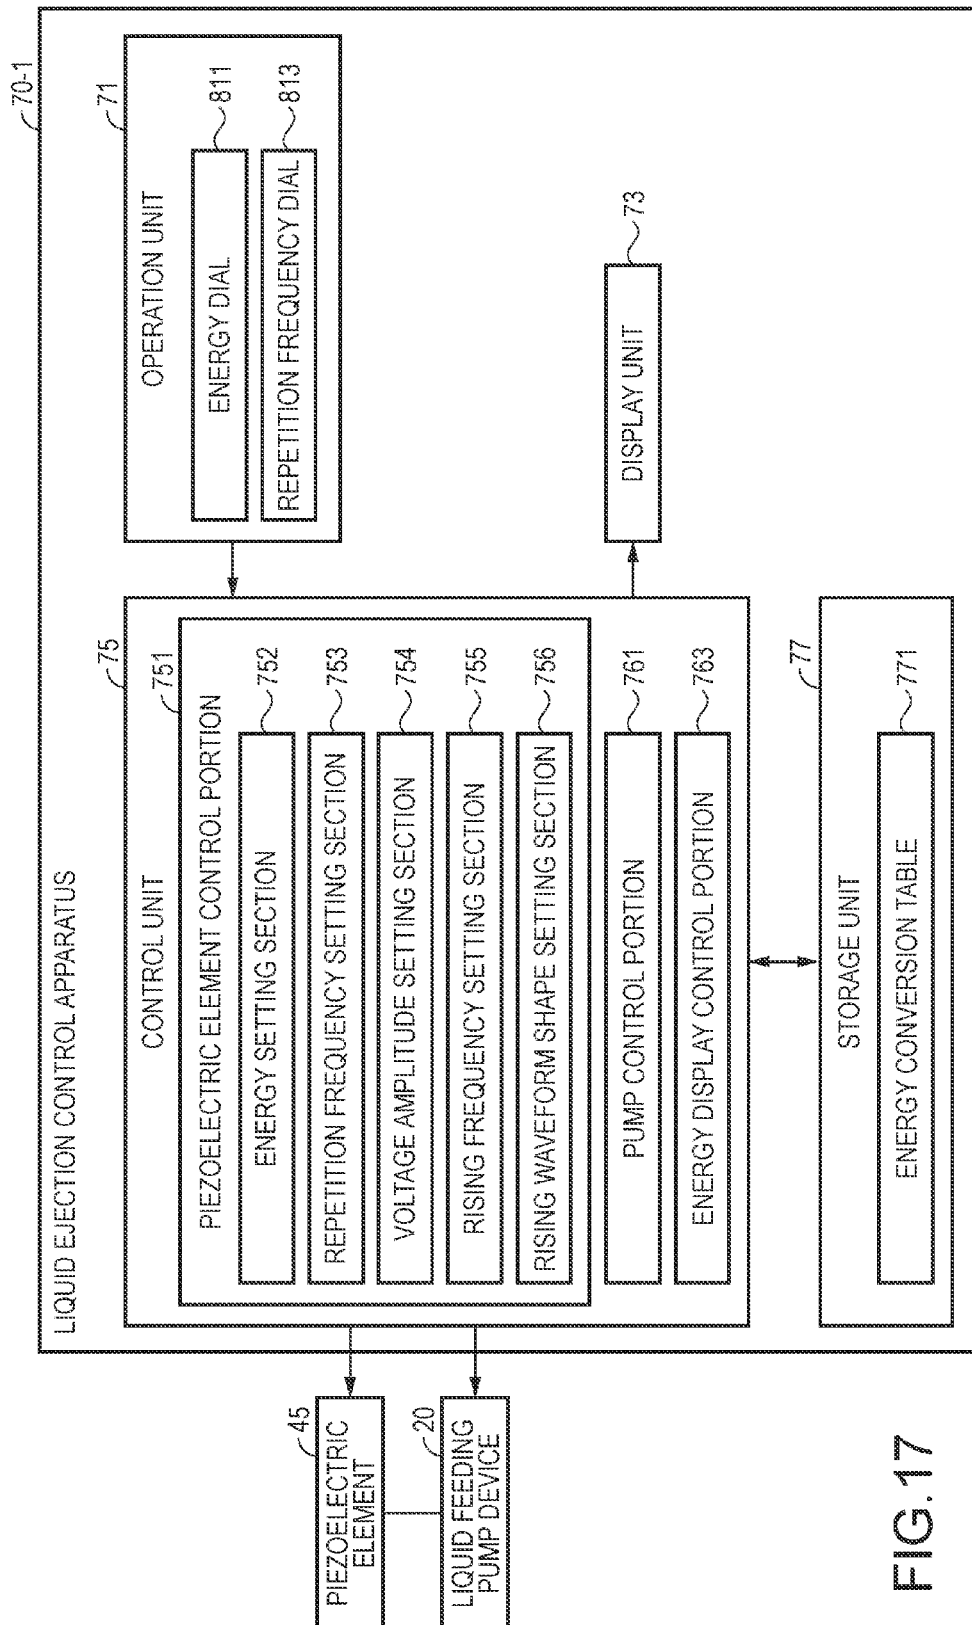 LIQUID EJECTION CONTROL APPARATUS
70-1
PIEZOELECTRIC
ELEMENT
45
LIQUID FEEDING
PUMP DEVICE
20
CONTROL UNIT
75
PIEZOELECTRIC ELEMENT CONTROL PORTION
751
ENERGY SETTING SECTION
752
REPETITION FREQUENCY SETTING SECTION
753
VOLTAGE AMPLITUDE SETTING SECTION
754
RISING FREQUENCY SETTING SECTION
755
RISING WAVEFORM SHAPE SETTING SECTION
756
PUMP CONTROL PORTION
761
ENERGY DISPLAY CONTROL PORTION
763
OPERATION UNIT
71
ENERGY DIAL
811
REPETITION FREQUENCY DIAL
813
DISPLAY UNIT
73
STORAGE UNIT
77
ENERGY CONVERSION TABLE
771
FIG.17